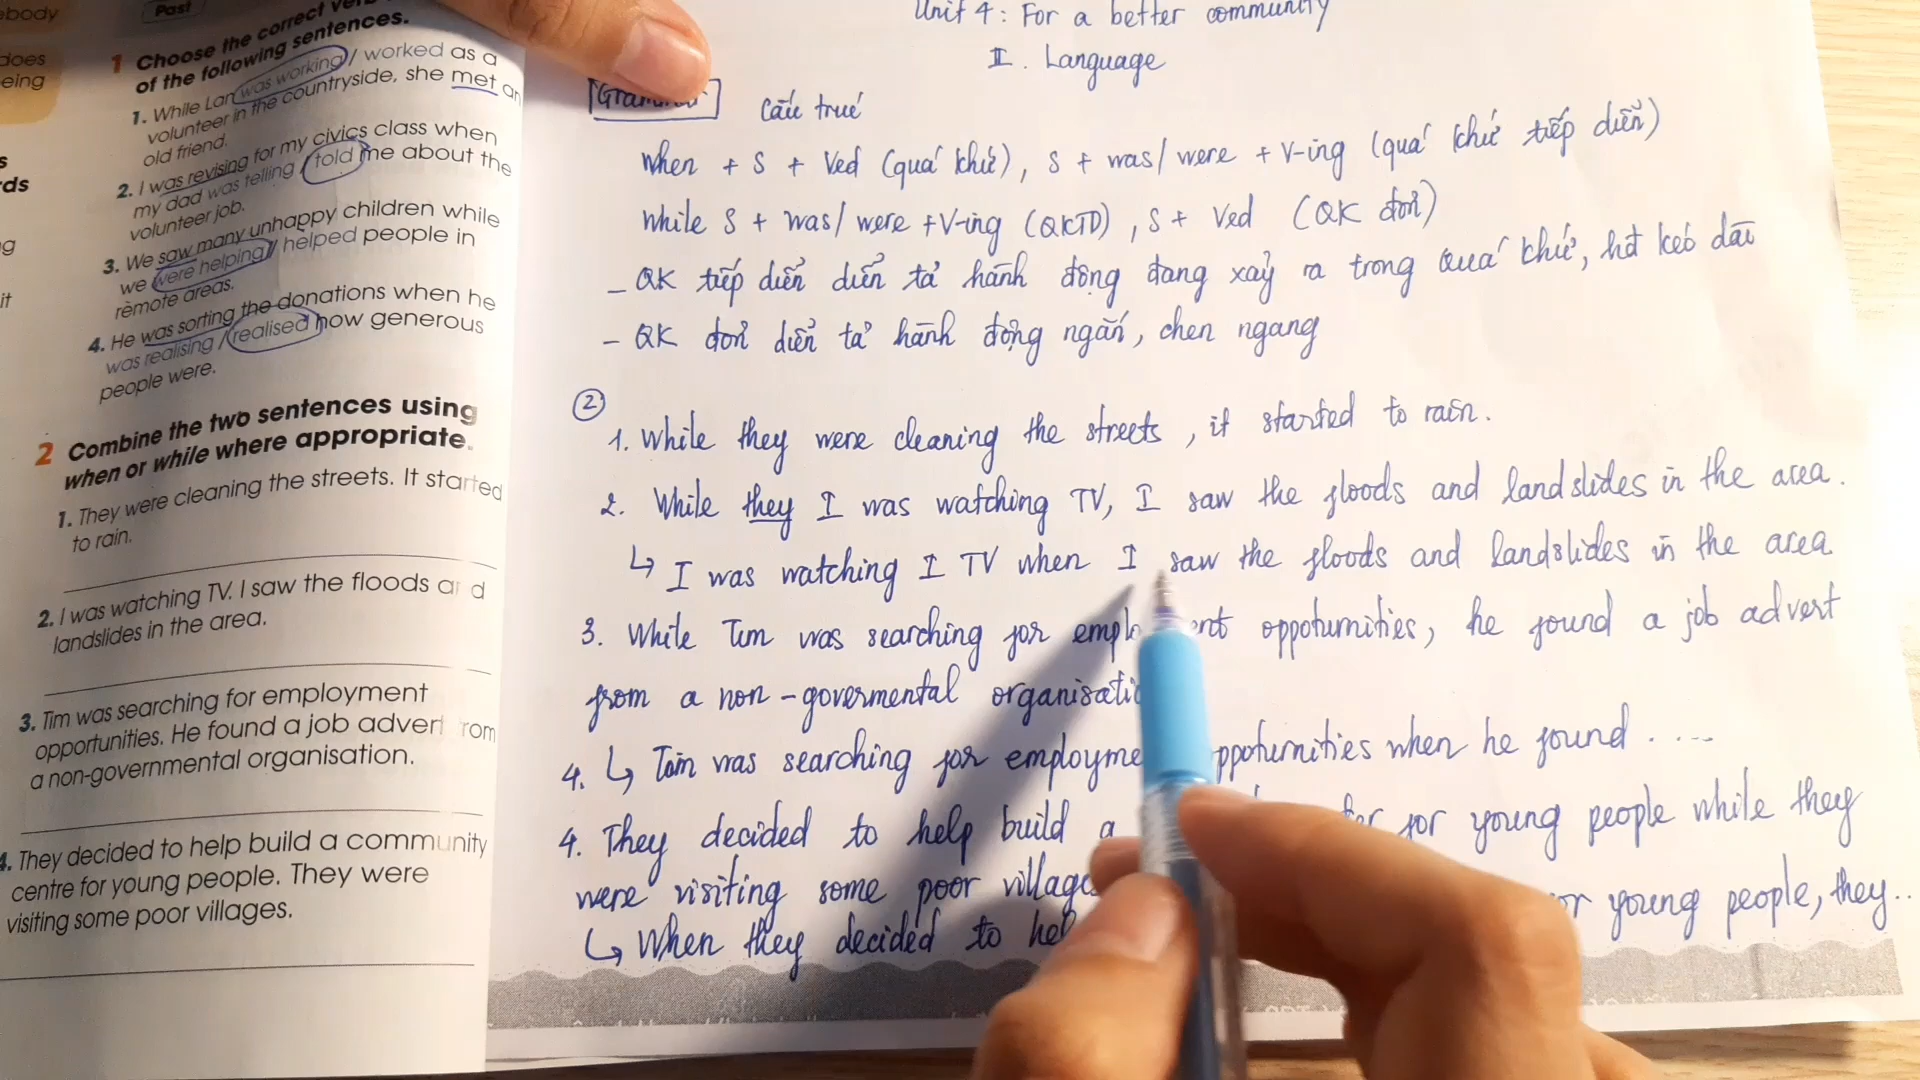 ebody
Past
does
eing
s
rds
g
it
1 Choose the correct verb
of the following sentences.
1. While Lan was working / worked as a
volunteer in the countryside, she met an
old friend.
2. I was revising for my civics class when
my dad was telling / told me about the
volunteer job.
3. We saw many unhappy children while
we were helping / helped people in
remote areas.
4. He was sorting the donations when he
was realising / realised how generous
people were.
2 Combine the two sentences using
when or while where appropriate.
1. They were cleaning the streets. It started
to rain.
2. I was watching TV. I saw the floods and
landslides in the area.
3. Tim was searching for employment
opportunities. He found a job advert from
a non-governmental organisation.
4. They decided to help build a community
centre for young people. They were
visiting some poor villages.
Unit 4: For a better community
II. Language
Grammar cấu trúc
when + S + Ved (quá khứ), S + was/were + V-ing (quá khứ tiếp diễn)
while S + was/were + V-ing (QKTD), S + Ved (QK đơn)
- QK tiếp diễn diễn tả hành động đang xảy ra trong quá khứ, hđ kéo dài
- QK đơn diễn tả hành động ngắn, chen ngang
2
1. While they were cleaning the streets, it started to rain.
2. While they I was watching TV, I saw the floods and landslides in the area.
↳ I was watching I TV when I saw the floods and landslides in the area.
3. While Tim was searching for employment oppoturnities, he found a job advert
from a non-govermental organisatio
4. ↳ Tim was searching for employme ppoturnities when he found .....
4. They decided to help build a for young people while they
were visiting some poor village
↳ When they decided to hel or young people, they...